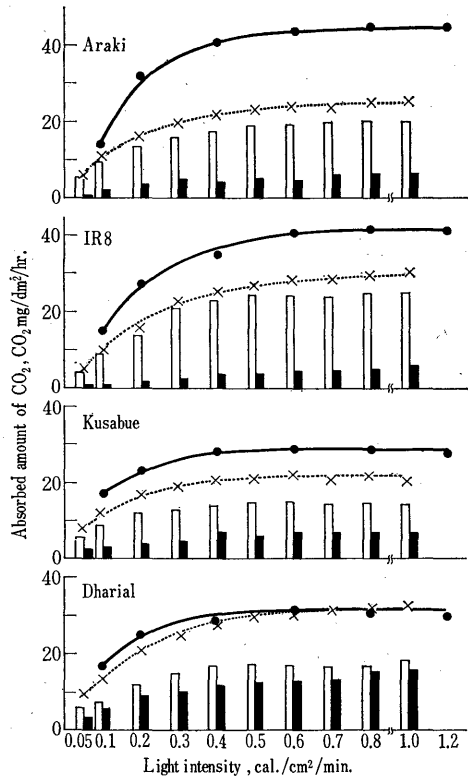 40
Araki
20
0
40
IR8
20
0
40
Kusabue
20
0
40
Dharial
20
0
0.05 0.1 0.2 0.3 0.4 0.5 0.6 0.7 0.8 1.0 1.2
Light intensity, cal./cm²/min.
Absorbed amount of CO₂, CO₂ mg/dm²/hr.